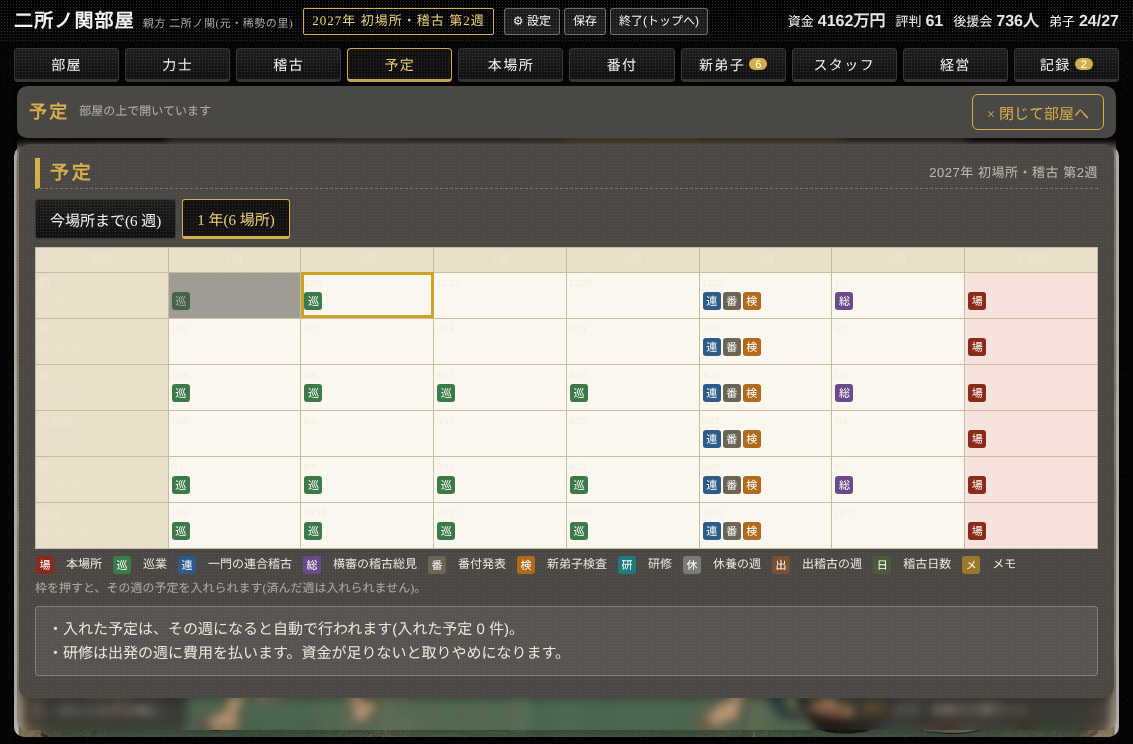 二所ノ関部屋 親方 二所ノ関(元・稀勢の里) 2027年 初場所・稽古 第2週 ⚙ 設定 保存 終了(トップへ) 資金 4162万円 評判 61 後援会 736人 弟子 24/27
部屋 力士 稽古 予定 本場所 番付 新弟子 6 スタッフ 経営 記録 2
予定 部屋の上で開いています × 閉じて部屋へ
予定 2027年 初場所・稽古 第2週
今場所まで(6 週) 1 年(6 場所)
巡 巡 連 番 検 総 場
連 番 検 場
巡 巡 巡 巡 連 番 検 総 場
連 番 検 場
巡 巡 巡 巡 連 番 検 総 場
巡 巡 巡 巡 連 番 検 場
場 本場所 巡 巡業 連 一門の連合稽古 総 横審の稽古総見 番 番付発表 検 新弟子検査 研 研修 休 休養の週 出 出稽古の週 日 稽古日数 メ メモ
枠を押すと、その週の予定を入れられます(済んだ週は入れられません)。
・入れた予定は、その週になると自動で行われます(入れた予定 0 件)。
・研修は出発の週に費用を払います。資金が足りないと取りやめになります。